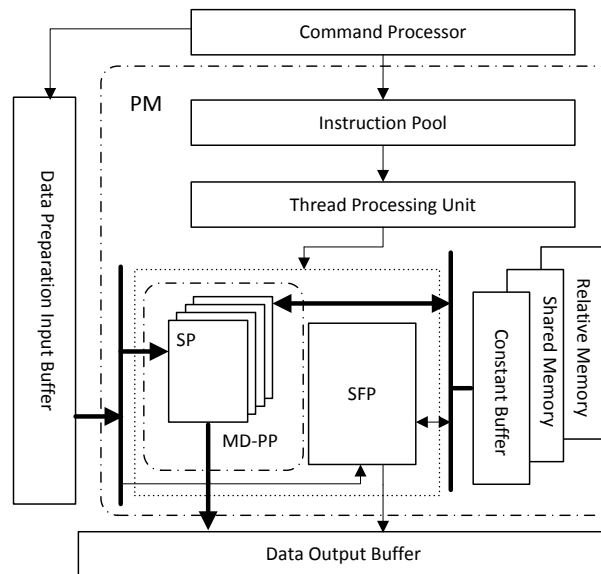 Command Processor
PM
Instruction Pool
Data Preparation Input Buffer
Thread Processing Unit
SP
MD-PP
SFP
Constant Buffer
Shared Memory
Relative Memory
Data Output Buffer